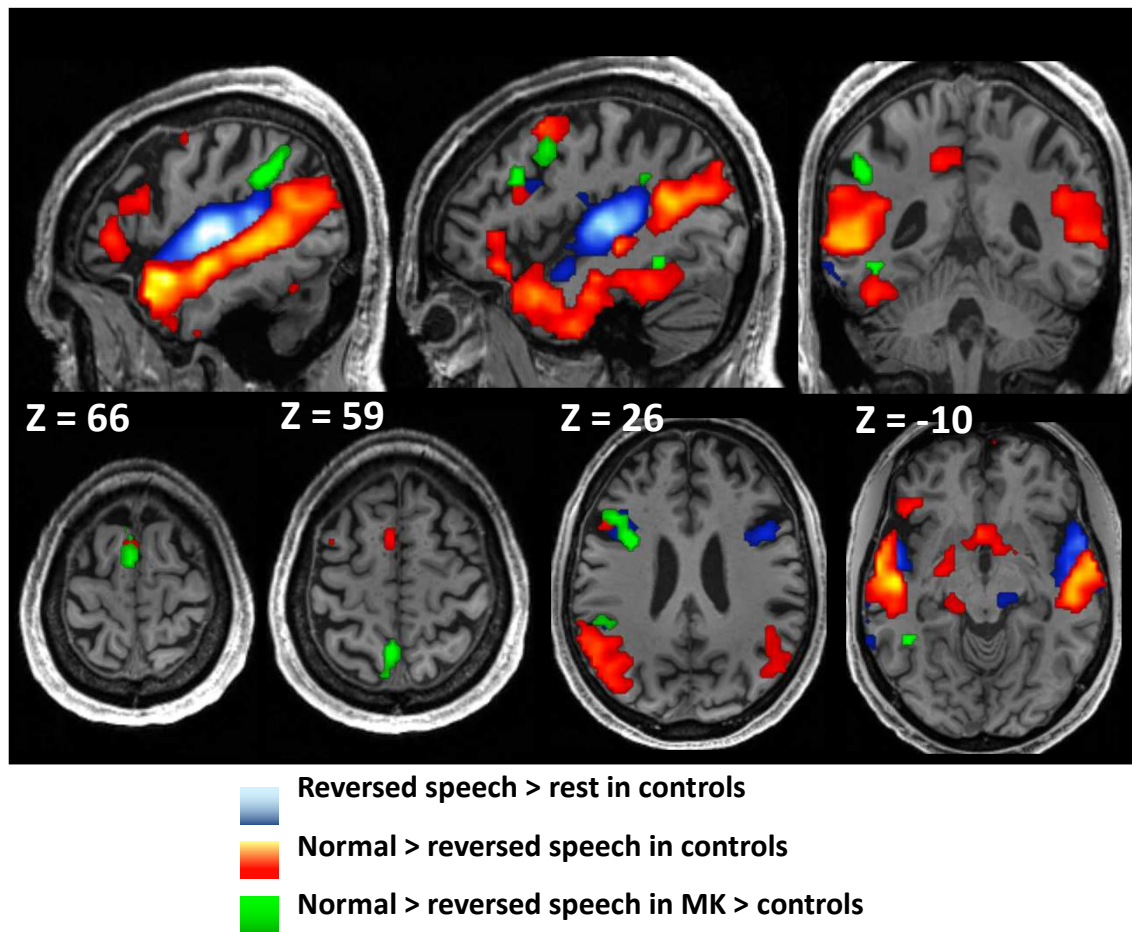 Z = 66
Z = 59
Z = 26
Z = -10
Reversed speech > rest in controls
Normal > reversed speech in controls
Normal > reversed speech in MK > controls